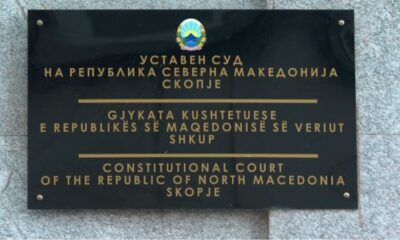 УСТАВЕН СУД
НА РЕПУБЛИКА СЕВЕРНА МАКЕДОНИЈА
СКОПЈЕ
GJYKATA KUSHTETUESE
E REPUBLIKËS SË MAQEDONISË SË VERIUT
SHKUP
CONSTITUTIONAL COURT
OF THE REPUBLIC OF NORTH MACEDONIA
SKOPJE